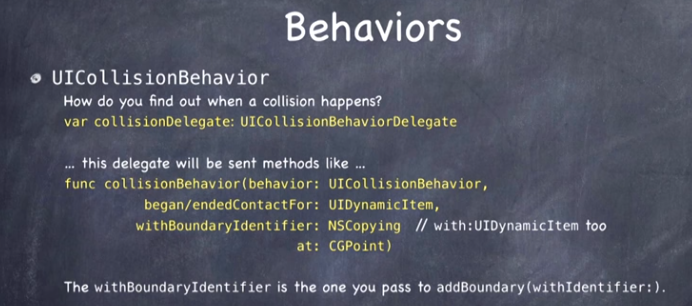 Behaviors
UICollisionBehavior
How do you find out when a collision happens?
var collisionDelegate: UICollisionBehaviorDelegate
... this delegate will be sent methods like ...
func collisionBehavior(behavior: UICollisionBehavior,
began/endedContactFor: UIDynamicItem,
withBoundaryIdentifier: NSCopying // with:UIDynamicItem too
at: CGPoint)
The withBoundaryIdentifier is the one you pass to addBoundary(withIdentifier:).